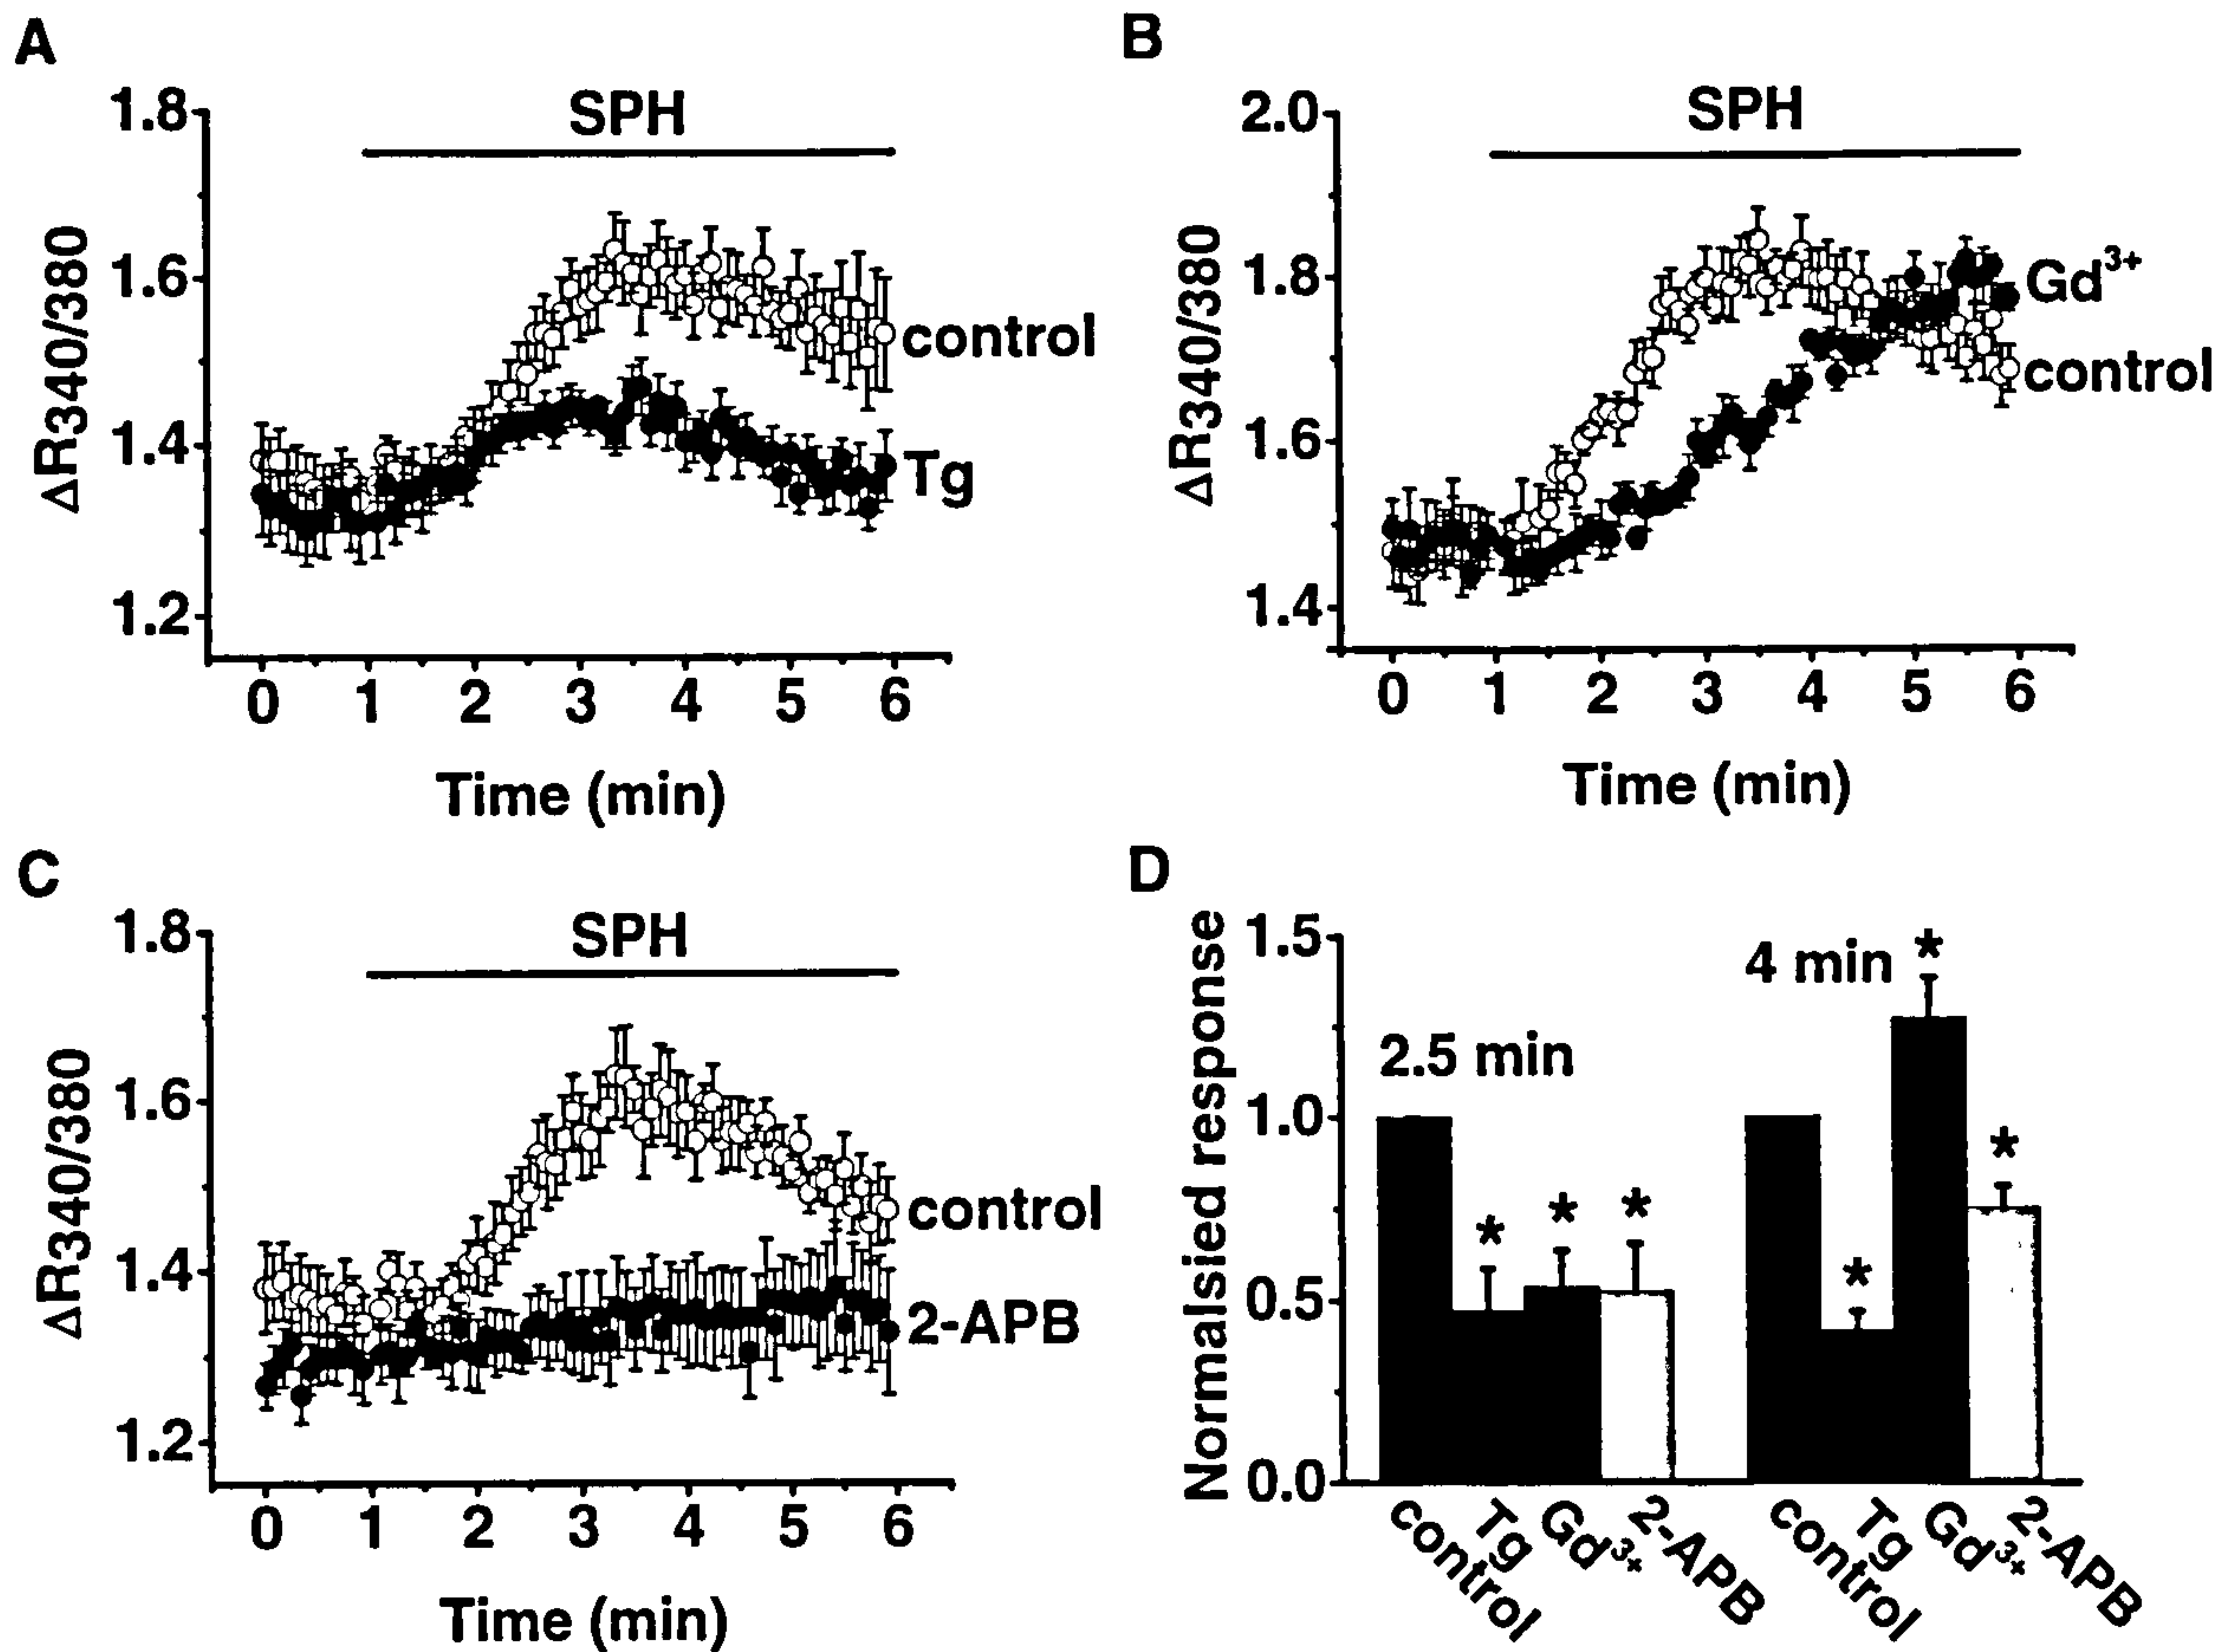 A
SPH
1.8
1.6
1.4
1.2
ΔR340/380
control
Tg
0 1 2 3 4 5 6
Time (min)
B
SPH
2.0
1.8
1.6
1.4
ΔR340/380
Gd3+
control
0 1 2 3 4 5 6
Time (min)
C
SPH
1.8
1.6
1.4
1.2
ΔR340/380
control
2-APB
0 1 2 3 4 5 6
Time (min)
D
Normalsied response
1.5
1.0
0.5
0.0
2.5 min
4 min
* * * * * *
control
Tg
Gd3+
2-APB
control
Tg
Gd3+
2-APB